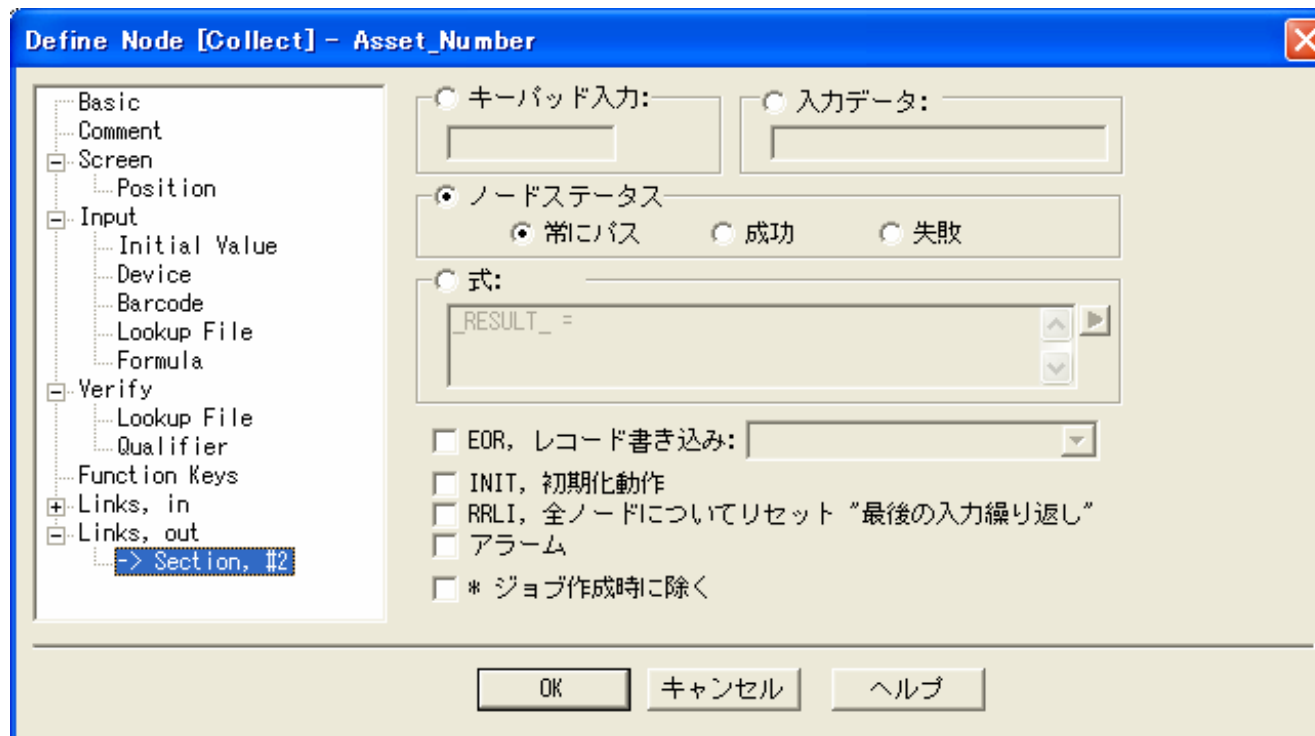 Define Node [Collect] - Asset_Number
Basic
Comment
Screen
Position
Input
Initial Value
Device
Barcode
Lookup File
Formula
Verify
Lookup File
Qualifier
Function Keys
Links, in
Links, out
-> Section, #2
キーパッド入力:
入力データ:
ノードステータス
常にパス 成功 失敗
式:
_RESULT_ =
EOR, レコード書き込み:
INIT, 初期化動作
RRLI, 全ノードについてリセット "最後の入力繰り返し"
アラーム
* ジョブ作成時に除く
OK キャンセル ヘルプ